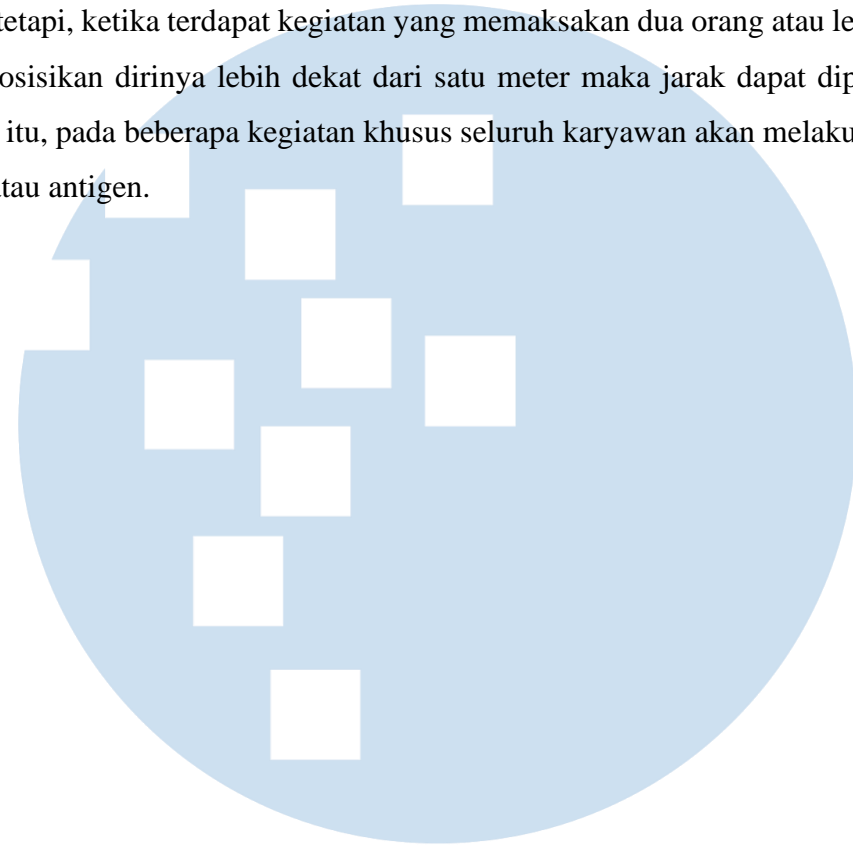 tetapi, ketika terdapat kegiatan yang memaksakan dua orang atau le
osisikan dirinya lebih dekat dari satu meter maka jarak dapat dip
itu, pada beberapa kegiatan khusus seluruh karyawan akan melaku
atau antigen.